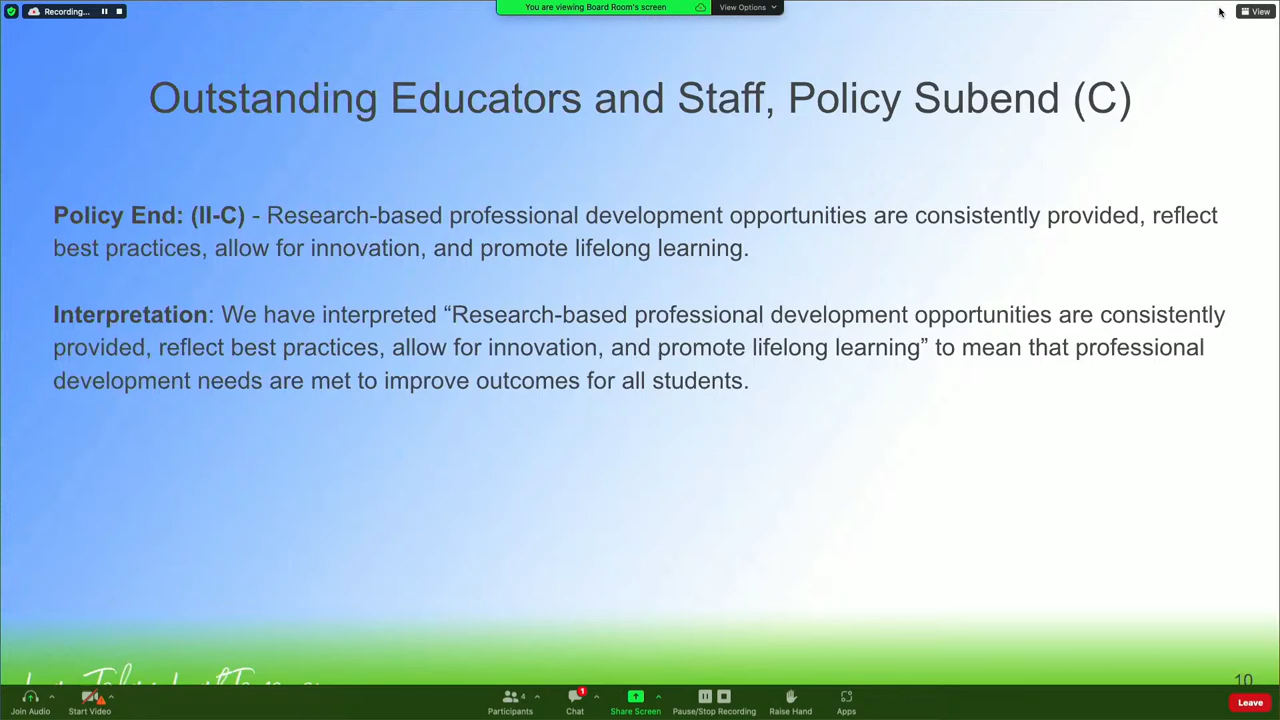 Recording...
You are viewing Board Room's screen
View Options
View
Outstanding Educators and Staff, Policy Subend (C)
Policy End: (II-C) - Research-based professional development opportunities are consistently provided, reflect
best practices, allow for innovation, and promote lifelong learning.
Interpretation: We have interpreted “Research-based professional development opportunities are consistently
provided, reflect best practices, allow for innovation, and promote lifelong learning” to mean that professional
development needs are met to improve outcomes for all students.
10
Join Audio
Start Video
4
Participants
1
Chat
Share Screen
Pause/Stop Recording
Raise Hand
Apps
Leave